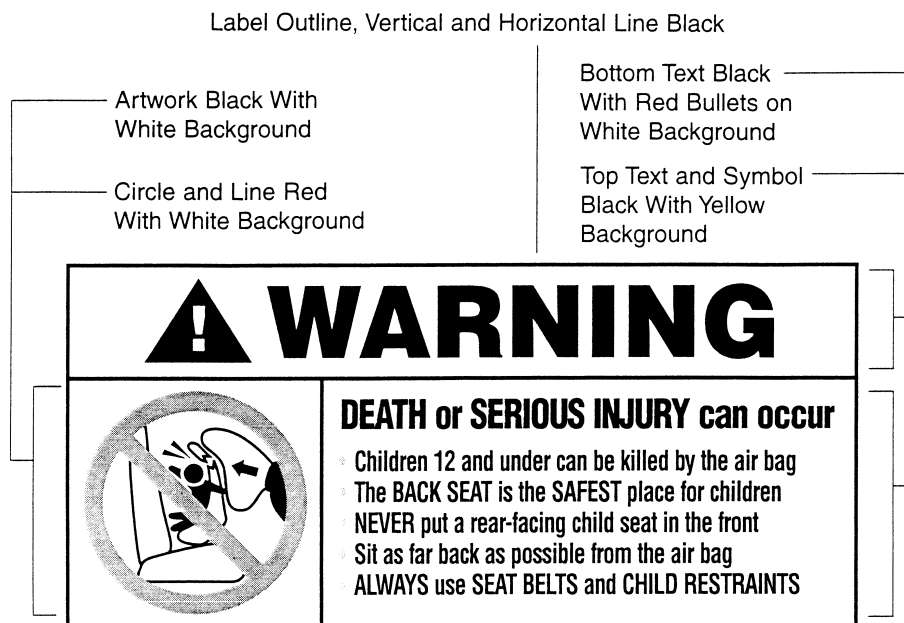 Label Outline, Vertical and Horizontal Line Black
Artwork Black With
White Background
Circle and Line Red
With White Background
Bottom Text Black
With Red Bullets on
White Background
Top Text and Symbol
Black With Yellow
Background
! WARNING
DEATH or SERIOUS INJURY can occur
Children 12 and under can be killed by the air bag
The BACK SEAT is the SAFEST place for children
NEVER put a rear-facing child seat in the front
Sit as far back as possible from the air bag
ALWAYS use SEAT BELTS and CHILD RESTRAINTS